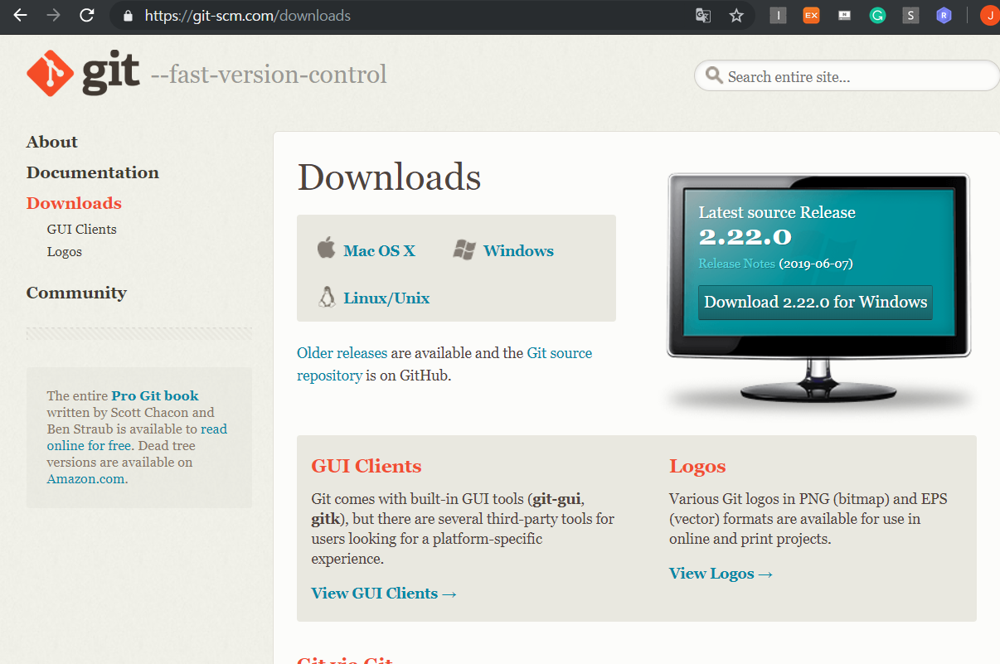 https://git-scm.com/downloads
I
EX
G
S
R
J
git --fast-version-control
Search entire site...
About
Documentation
Downloads
GUI Clients
Logos
Community
The entire Pro Git book
written by Scott Chacon and
Ben Straub is available to read
online for free. Dead tree
versions are available on
Amazon.com.
Downloads
Mac OS X
Windows
Linux/Unix
Older releases are available and the Git source
repository is on GitHub.
Latest source Release
2.22.0
Release Notes (2019-06-07)
Download 2.22.0 for Windows
GUI Clients
Git comes with built-in GUI tools (git-gui,
gitk), but there are several third-party tools for
users looking for a platform-specific
experience.
View GUI Clients →
Logos
Various Git logos in PNG (bitmap) and EPS
(vector) formats are available for use in
online and print projects.
View Logos →
Git via Git